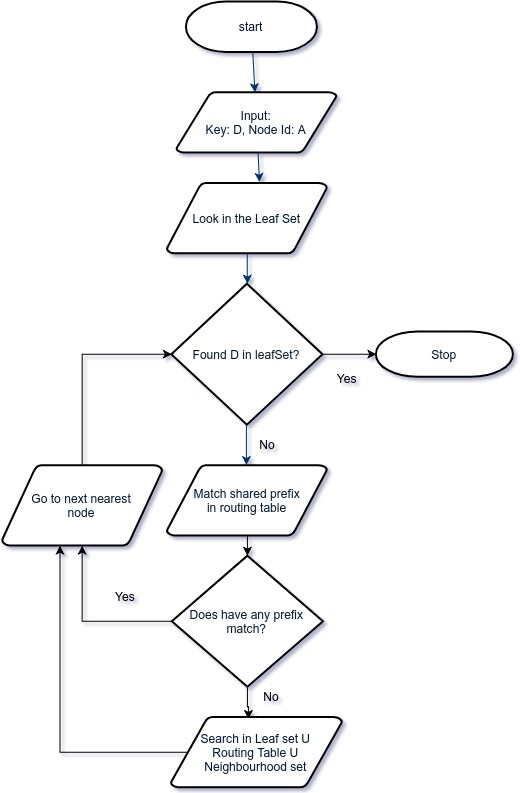 start
Input:
Key: D, Node Id: A
Look in the Leaf Set
Found D in leafSet?
Stop
Yes
No
Go to next nearest
node
Match shared prefix
in routing table
Yes
Does have any prefix
match?
No
Search in Leaf set U
Routing Table U
Neighbourhood set